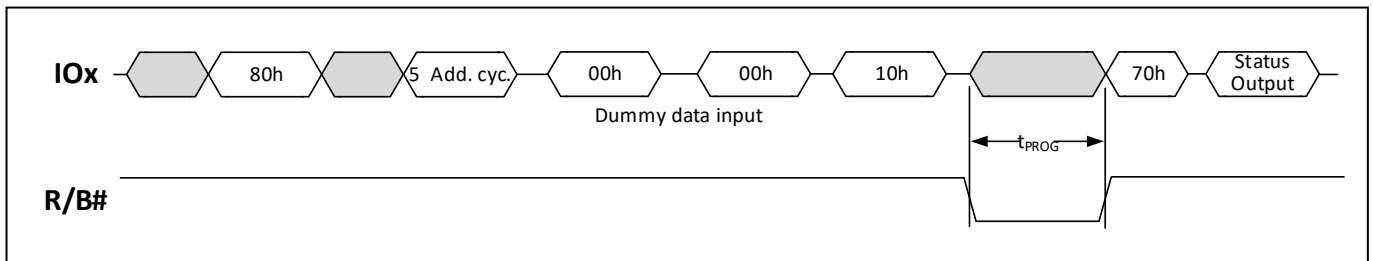 IOx 80h 5 Add. cyc. 00h 00h 10h 70h Status Output
Dummy data input
tPROG
R/B#